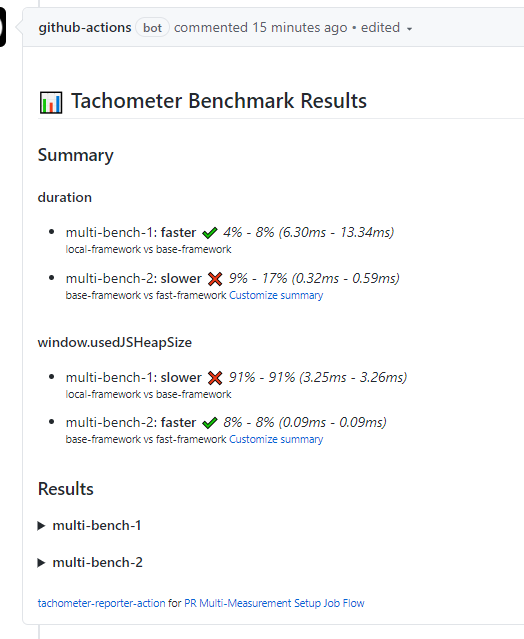 github-actions bot commented 15 minutes ago • edited
Tachometer Benchmark Results
Summary
duration
multi-bench-1: faster ✔ 4% - 8% (6.30ms - 13.34ms)
local-framework vs base-framework
multi-bench-2: slower ❌ 9% - 17% (0.32ms - 0.59ms)
base-framework vs fast-framework Customize summary
window.usedJSHeapSize
multi-bench-1: slower ❌ 91% - 91% (3.25ms - 3.26ms)
local-framework vs base-framework
multi-bench-2: faster ✔ 8% - 8% (0.09ms - 0.09ms)
base-framework vs fast-framework Customize summary
Results
multi-bench-1
multi-bench-2
tachometer-reporter-action for PR Multi-Measurement Setup Job Flow